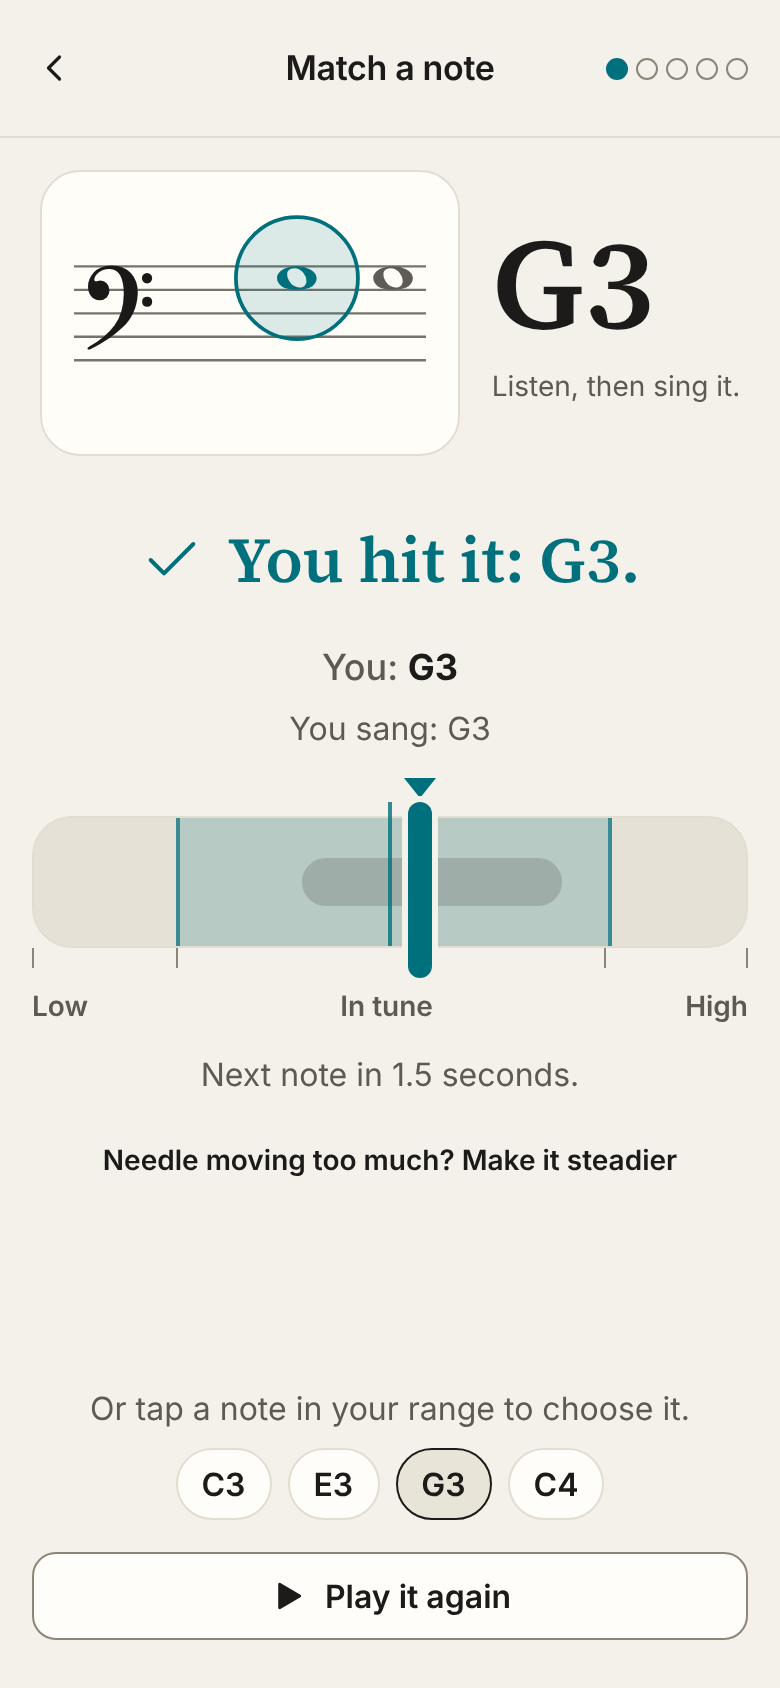 Match a note
G3
Listen, then sing it.
You hit it: G3.
You: G3
You sang: G3
Low In tune High
Next note in 1.5 seconds.
Needle moving too much? Make it steadier
Or tap a note in your range to choose it.
C3 E3 G3 C4
Play it again